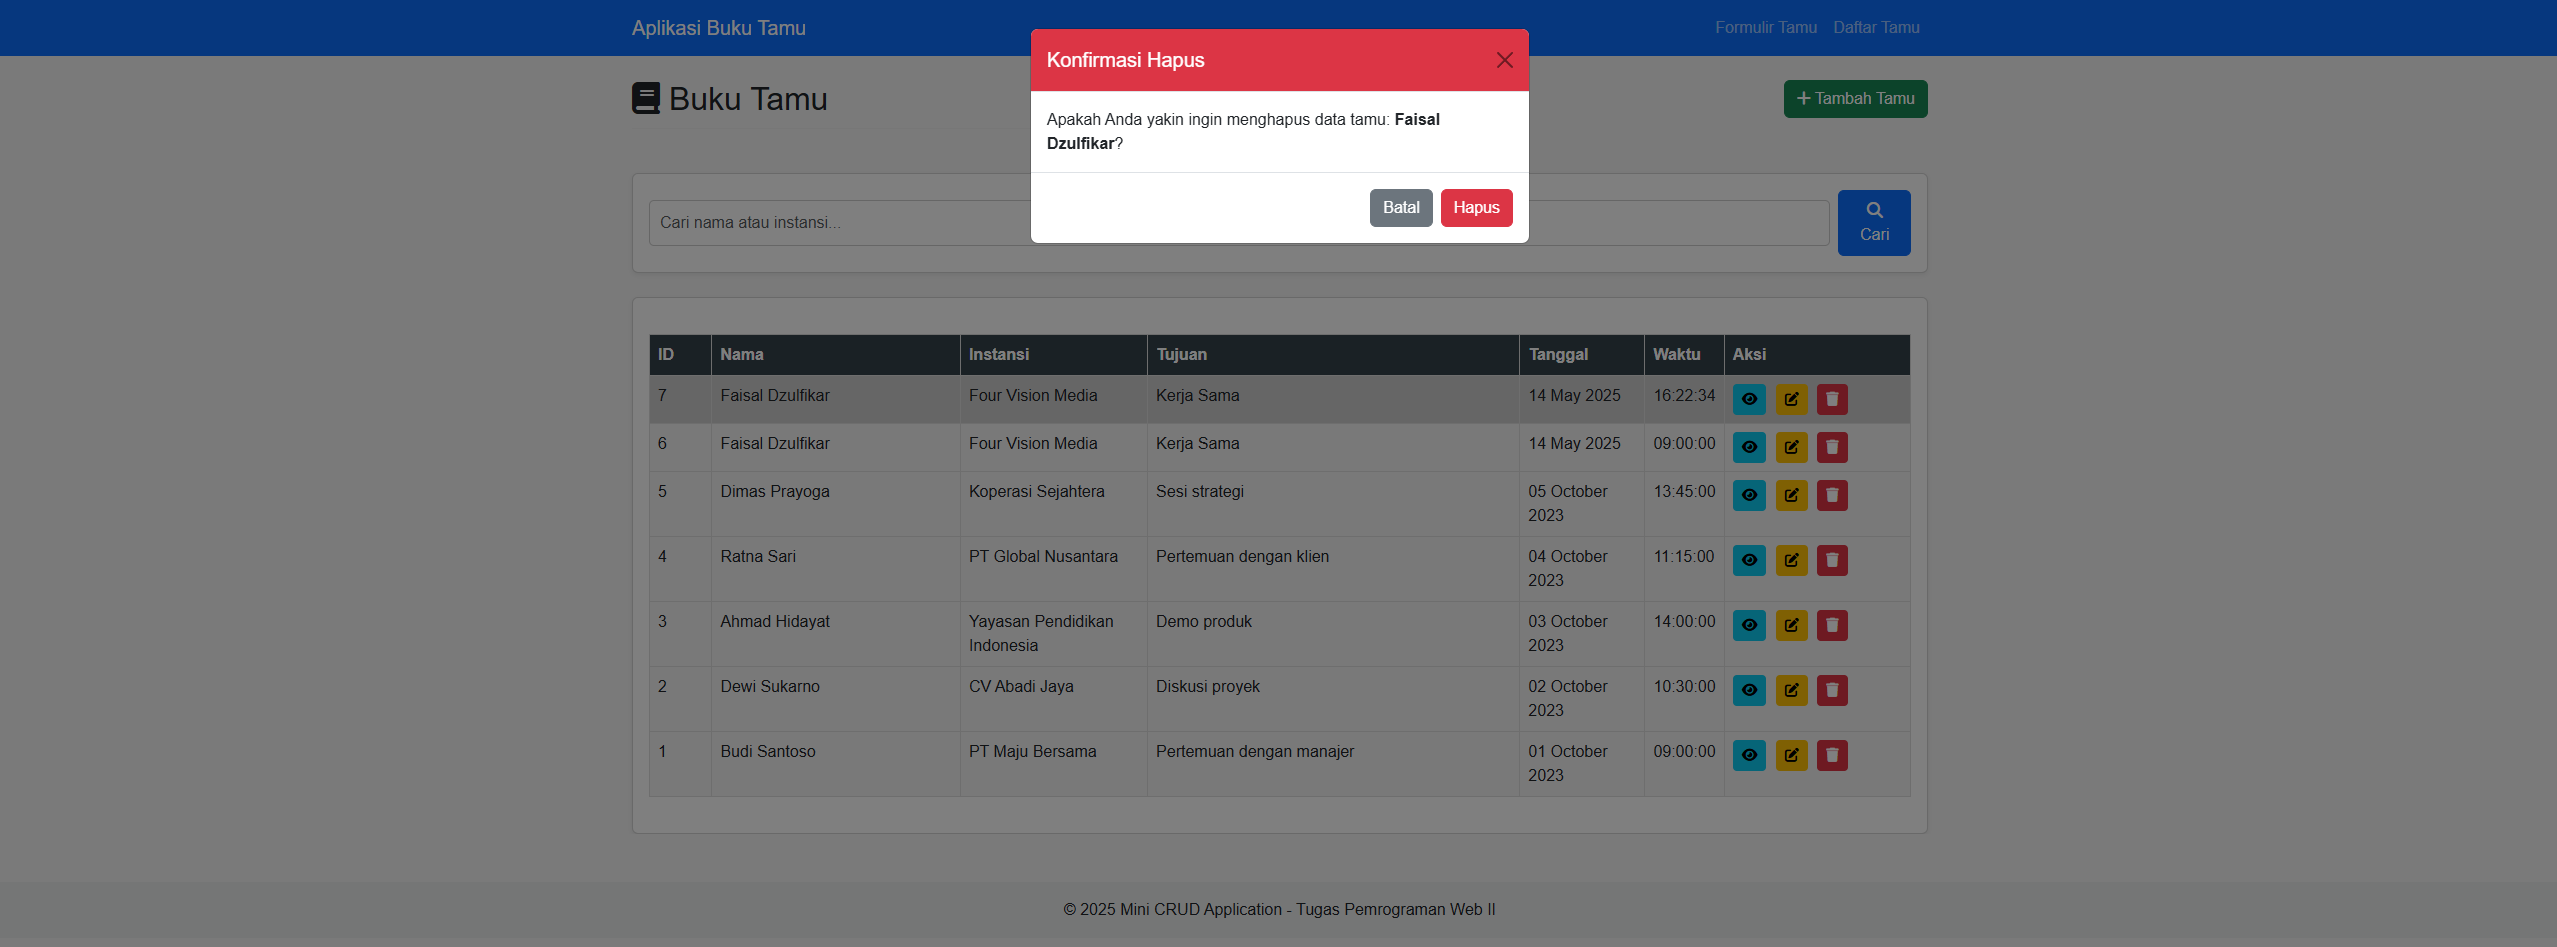 Aplikasi Buku Tamu
Formulir Tamu Daftar Tamu
Konfirmasi Hapus
Apakah Anda yakin ingin menghapus data tamu: Faisal
Dzulfikar?
Batal Hapus
Buku Tamu
Tambah Tamu
Cari nama atau instansi...
Cari
ID Nama Instansi Tujuan Tanggal Waktu Aksi
7 Faisal Dzulfikar Four Vision Media Kerja Sama 14 May 2025 16:22:34
6 Faisal Dzulfikar Four Vision Media Kerja Sama 14 May 2025 09:00:00
5 Dimas Prayoga Koperasi Sejahtera Sesi strategi 05 October 13:45:00
2023
4 Ratna Sari PT Global Nusantara Pertemuan dengan klien 04 October 11:15:00
2023
3 Ahmad Hidayat Yayasan Pendidikan Demo produk 03 October 14:00:00
Indonesia 2023
2 Dewi Sukarno CV Abadi Jaya Diskusi proyek 02 October 10:30:00
2023
1 Budi Santoso PT Maju Bersama Pertemuan dengan manajer 01 October 09:00:00
2023
© 2025 Mini CRUD Application - Tugas Pemrograman Web II